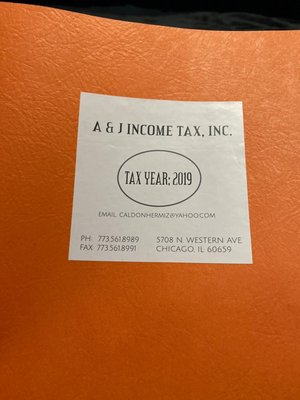 A & J INCOME TAX, INC.
TAX YEAR: 2019
EMAIL: CALDONHERMIZ@YAHOO.COM
PH: 773.561.8989 5708 N. WESTERN AVE
FAX: 773.561.8991 CHICAGO, IL 60659